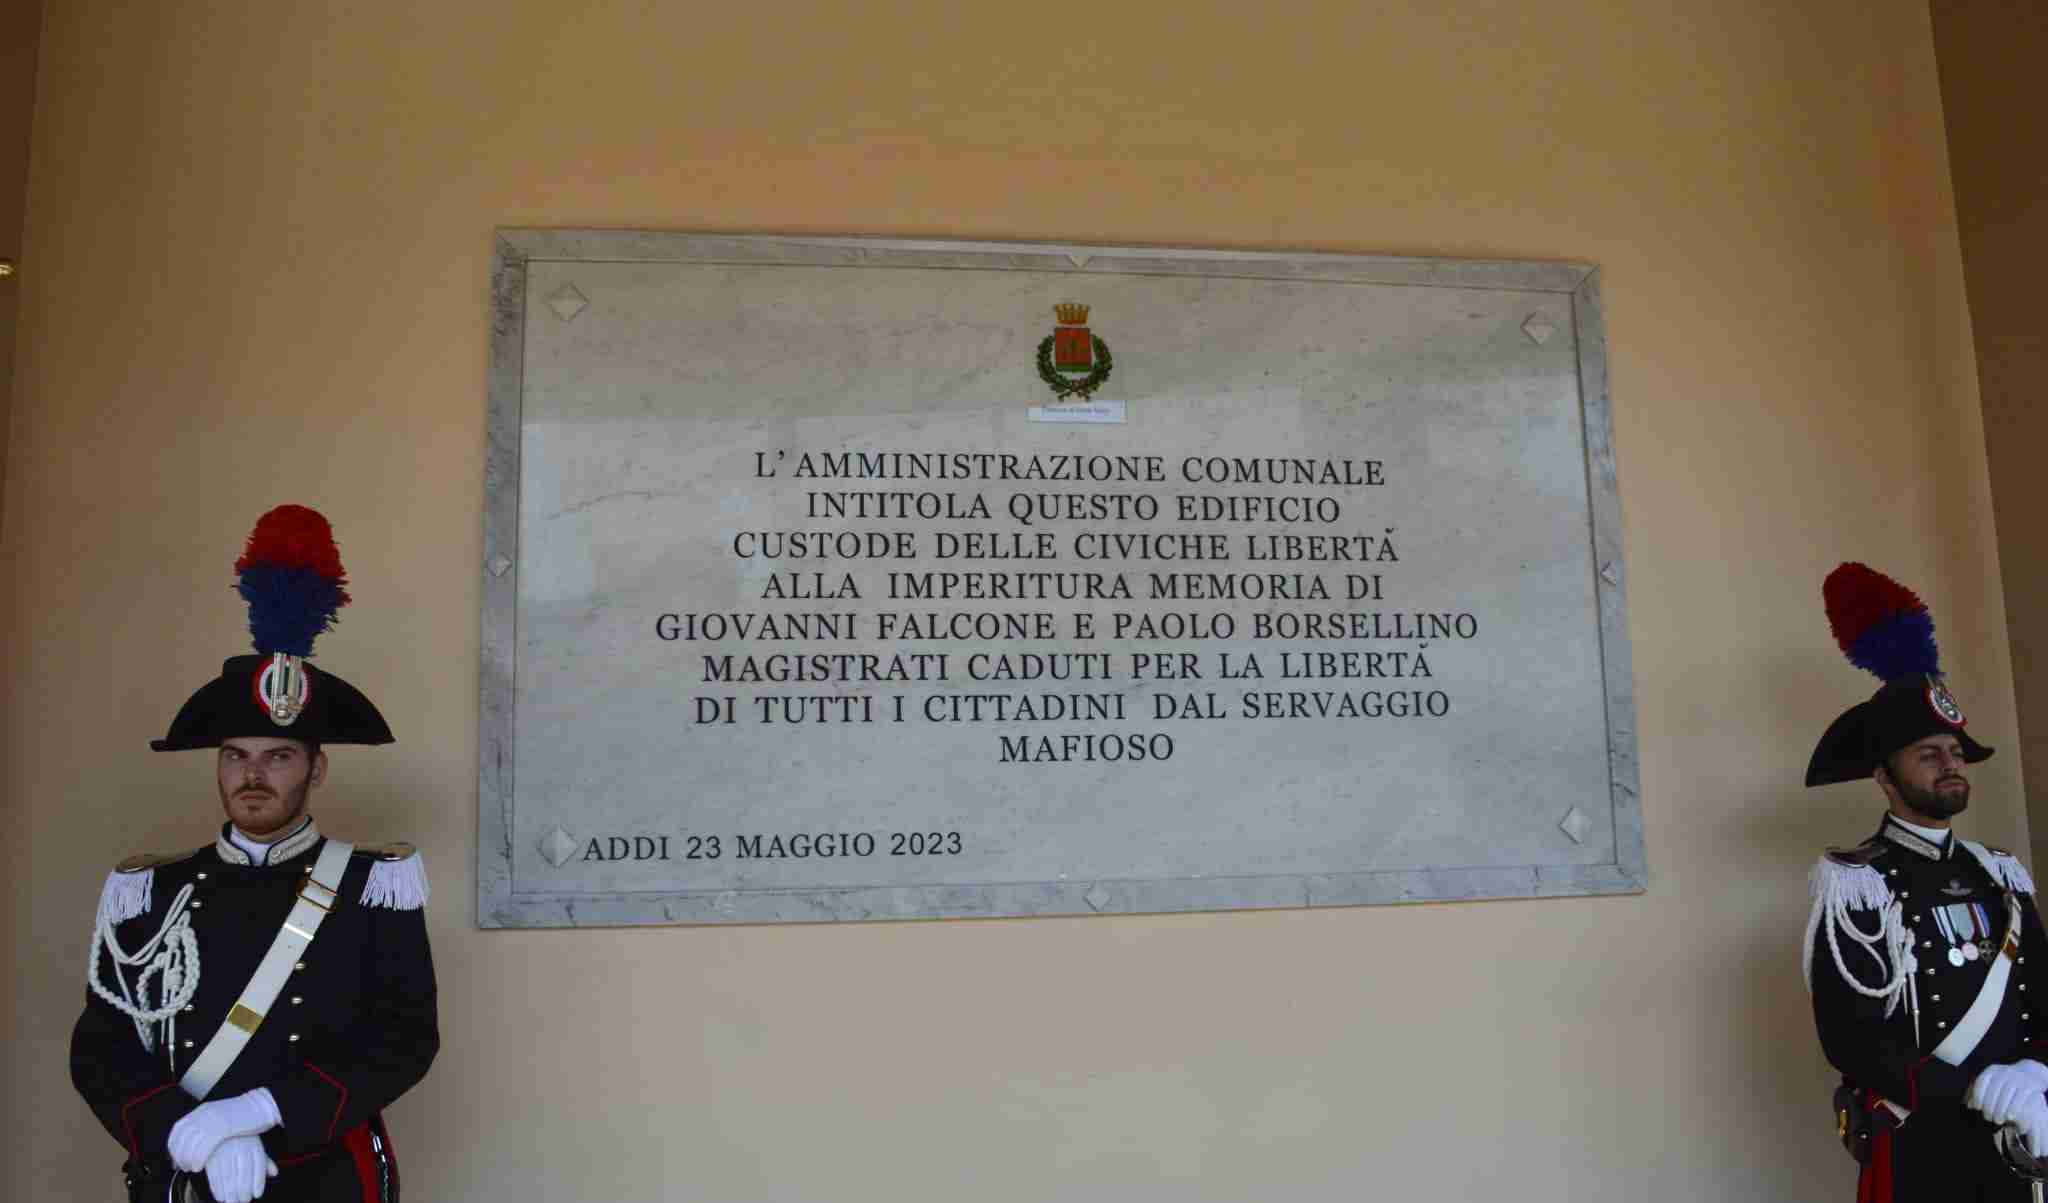 L' AMMINISTRAZIONE COMUNALE
INTITOLA QUESTO EDIFICIO
CUSTODE DELLE CIVICHE LIBERTÀ
ALLA IMPERITURA MEMORIA DI
GIOVANNI FALCONE E PAOLO BORSELLINO
MAGISTRATI CADUTI PER LA LIBERTÀ
DI TUTTI I CITTADINI DAL SERVAGGIO
MAFIOSO
ADDI 23 MAGGIO 2023